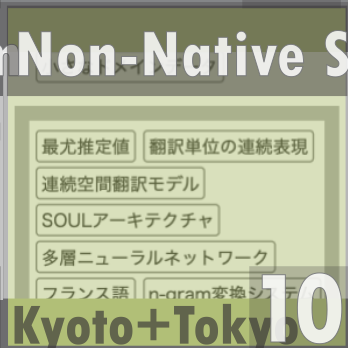 Non-Native S
最尤推定値 翻訳単位の連続表現
連続空間翻訳モデル
SOULアーキテクチャ
多層ニューラルネットワーク
フランス語 n-gram変換システム
10
Kyoto+Tokyo